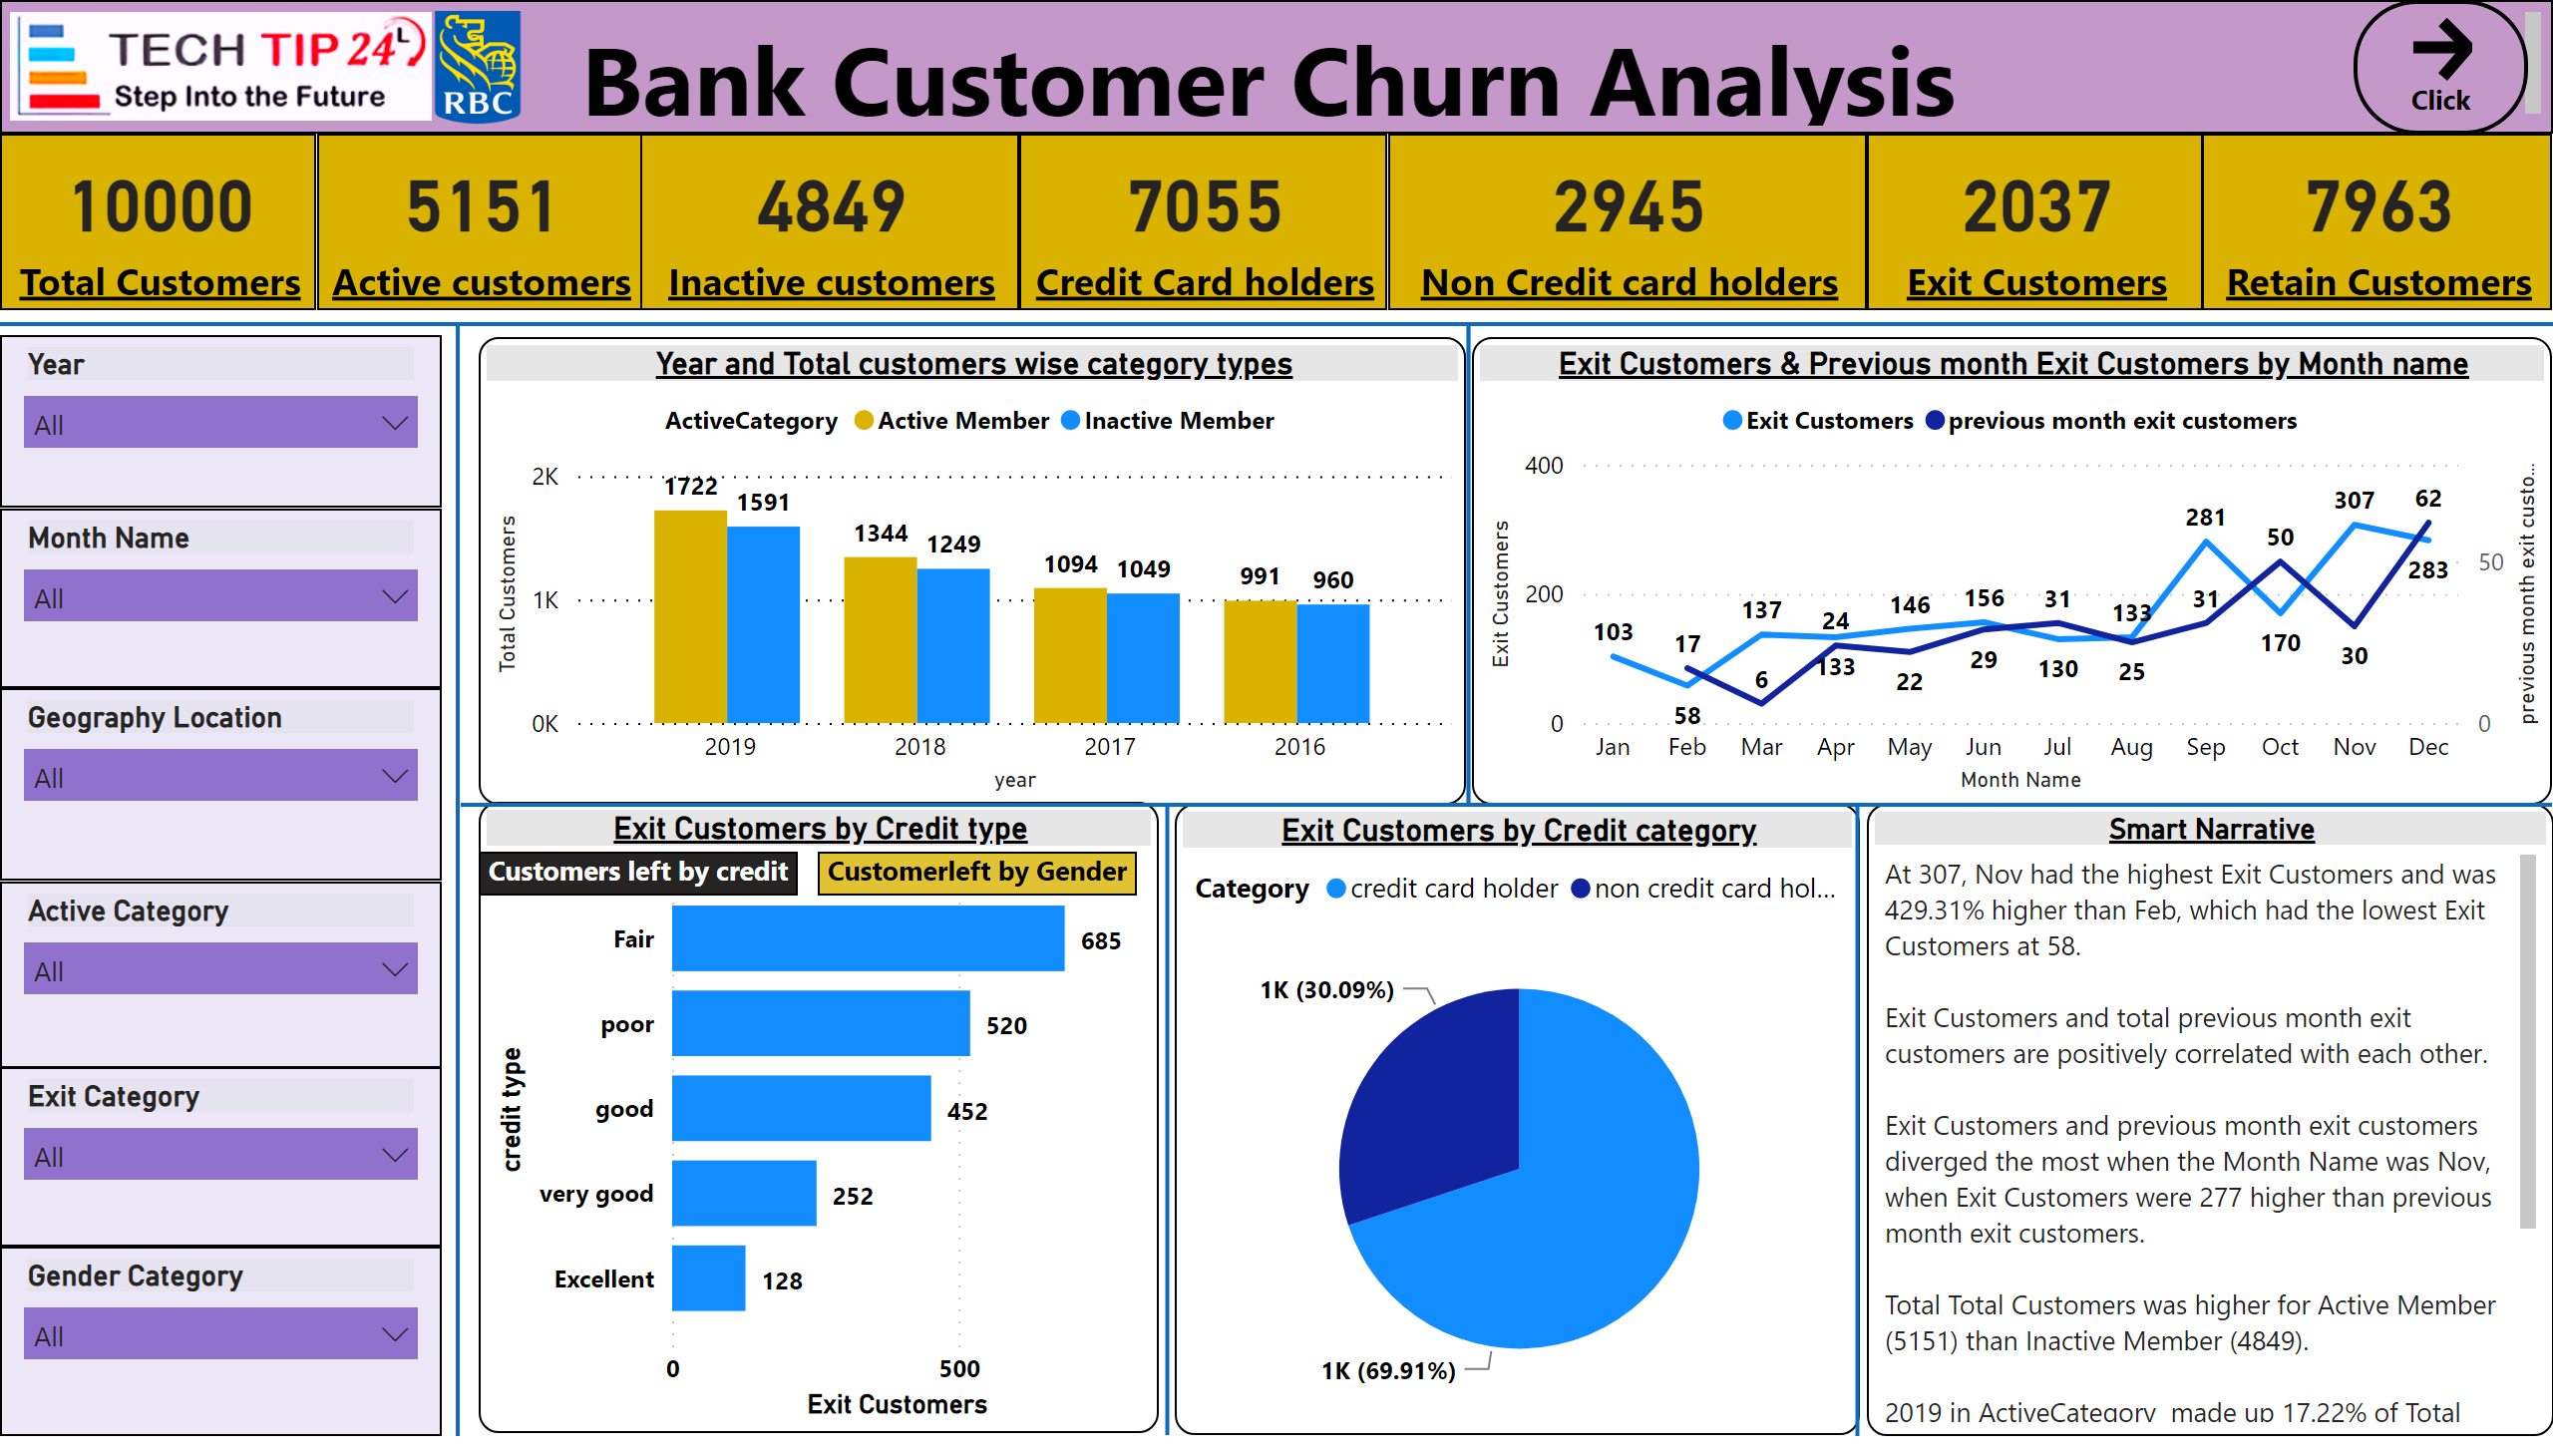 TECH TIP 24
Step Into the Future
RBC
Bank Customer Churn Analysis
Click
10000
Total Customers
5151
Active customers
4849
Inactive customers
7055
Credit Card holders
2945
Non Credit card holders
2037
Exit Customers
7963
Retain Customers
Year
All
Month Name
All
Geography Location
All
Active Category
All
Exit Category
All
Gender Category
All
Year and Total customers wise category types
ActiveCategory Active Member Inactive Member
Total Customers
2K
1K
0K
1722 1591
1344 1249
1094 1049
991 960
2019 2018 2017 2016
year
Exit Customers & Previous month Exit Customers by Month name
Exit Customers previous month exit customers
Exit Customers
400
200
0
103 58 137 133 146 156 130 133 281 170 307 283
17 6 24 22 29 31 25 31 50 30 62
50
0
previous month exit custo...
Jan Feb Mar Apr May Jun Jul Aug Sep Oct Nov Dec
Month Name
Exit Customers by Credit type
Customers left by credit
Customerleft by Gender
credit type
Fair 685
poor 520
good 452
very good 252
Excellent 128
0 500
Exit Customers
Exit Customers by Credit category
Category credit card holder non credit card hol...
1K (30.09%)
1K (69.91%)
Smart Narrative
At 307, Nov had the highest Exit Customers and was
429.31% higher than Feb, which had the lowest Exit
Customers at 58.
Exit Customers and total previous month exit
customers are positively correlated with each other.
Exit Customers and previous month exit customers
diverged the most when the Month Name was Nov,
when Exit Customers were 277 higher than previous
month exit customers.
Total Total Customers was higher for Active Member
(5151) than Inactive Member (4849).
2019 in ActiveCategory made up 17.22% of Total